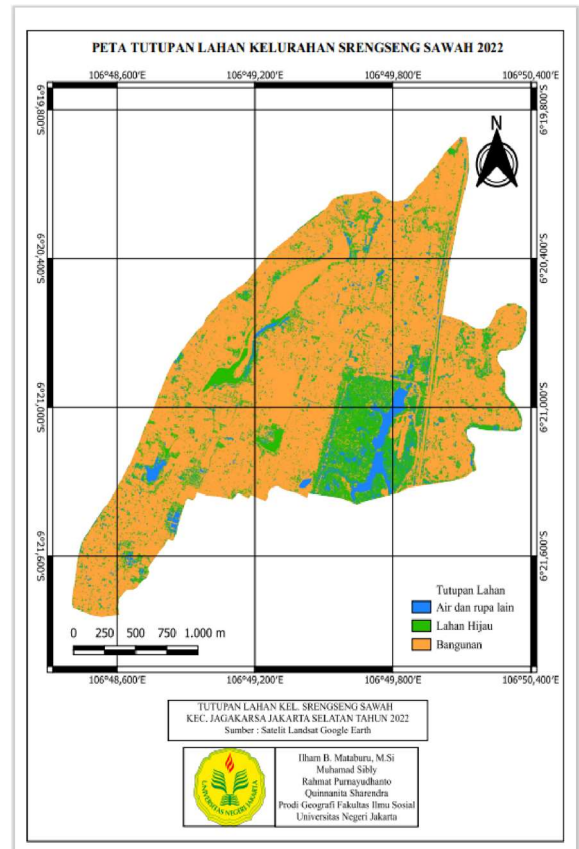 PETA TUTUPAN LAHAN KELURAHAN SRENGSENG SAWAH 2022
106°48,600'E 106°49,200'E 106°49,800'E 106°50,400'E
6°19,800'S 6°19,800'S
N
6°20,400'S 6°20,400'S
6°21,000'S 6°21,000'S
6°21,600'S 6°21,600'S
Tutupan Lahan
Air dan rupa lain
Lahan Hijau
Bangunan
0 250 500 750 1.000 m
106°48,600'E 106°49,200'E 106°49,800'E 106°50,400'E
TUTUPAN LAHAN KEL. SRENGSENG SAWAH
KEC. JAGAKARSA JAKARTA SELATAN TAHUN 2022
Sumber : Satelit Landsat Google Earth
UNIVERSITAS NEGERI JAKARTA
Ilham B. Mataburu, M.Si
Muhamad Sibly
Rahmat Purnayudhanto
Quinnanita Sharendra
Prodi Geografi Fakultas Ilmu Sosial
Universitas Negeri Jakarta